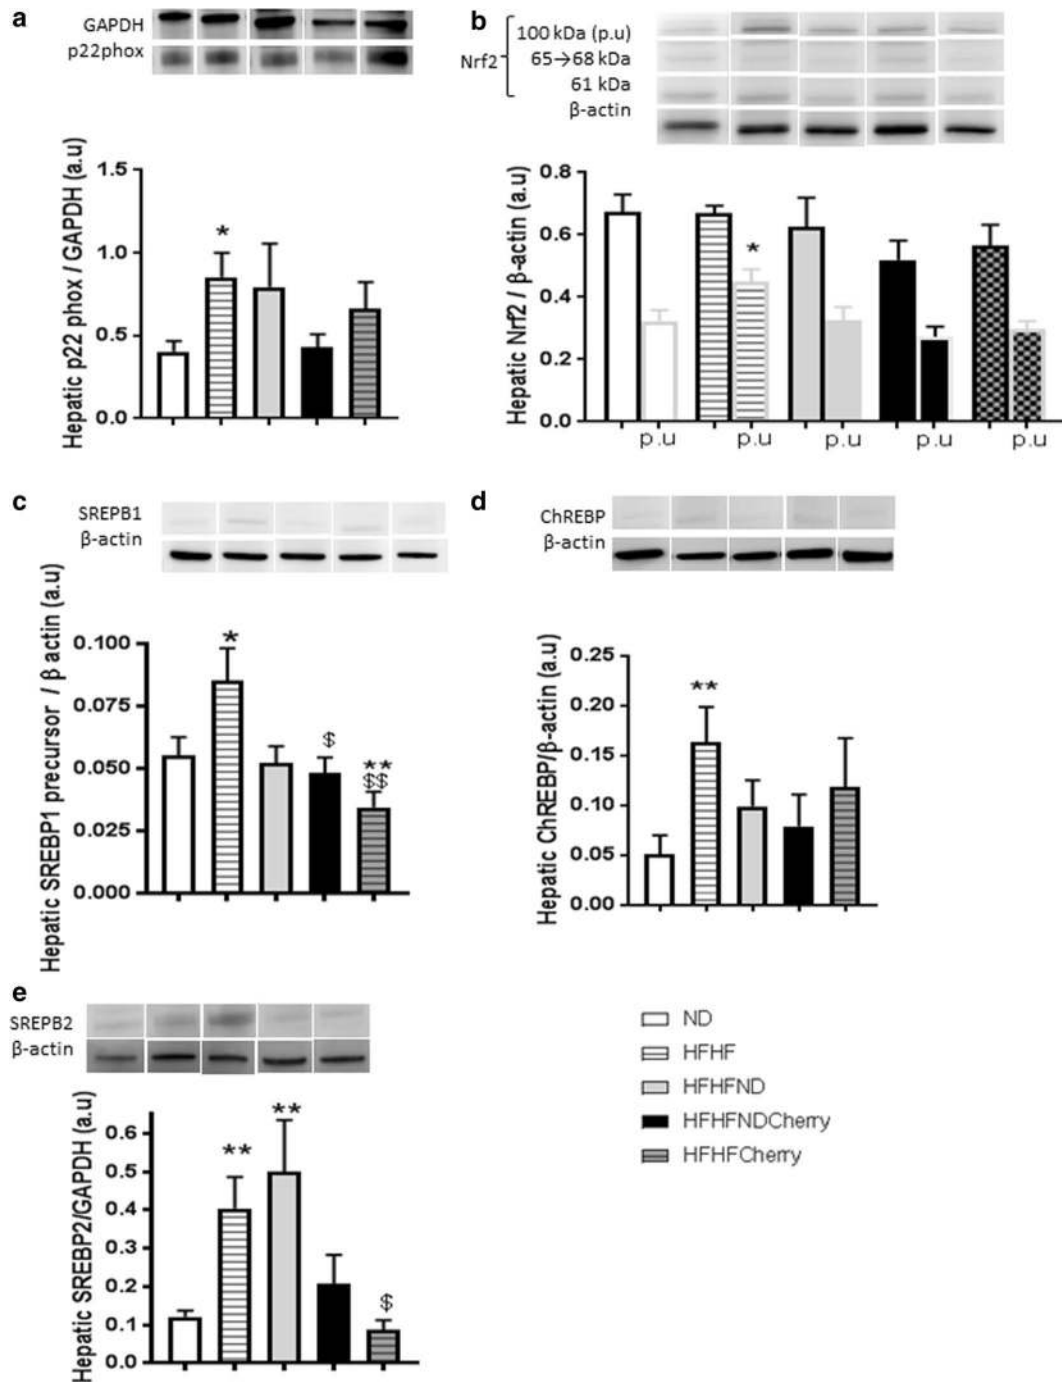 a
GAPDH
p22phox
Hepatic p22 phox / GAPDH (a.u)
1.5
1.0
0.5
0.0
*
b
Nrf2
100 kDa (p.u)
65→68 kDa
61 kDa
β-actin
Hepatic Nrf2 / β-actin (a.u)
0.8
0.6
0.4
0.2
0.0
*
p.u p.u p.u p.u p.u
c
SREPB1
β-actin
Hepatic SREBP1 precursor / β actin (a.u)
0.100
0.075
0.050
0.025
0.000
*
$
**
$$
d
ChREBP
β-actin
Hepatic ChREBP/β-actin (a.u)
0.25
0.20
0.15
0.10
0.05
0.00
**
e
SREPB2
β-actin
Hepatic SREBP2/GAPDH (a.u)
0.6
0.5
0.4
0.3
0.2
0.1
0.0
**
**
$
ND
HFHF
HFHFND
HFHFNDCherry
HFHFCherry